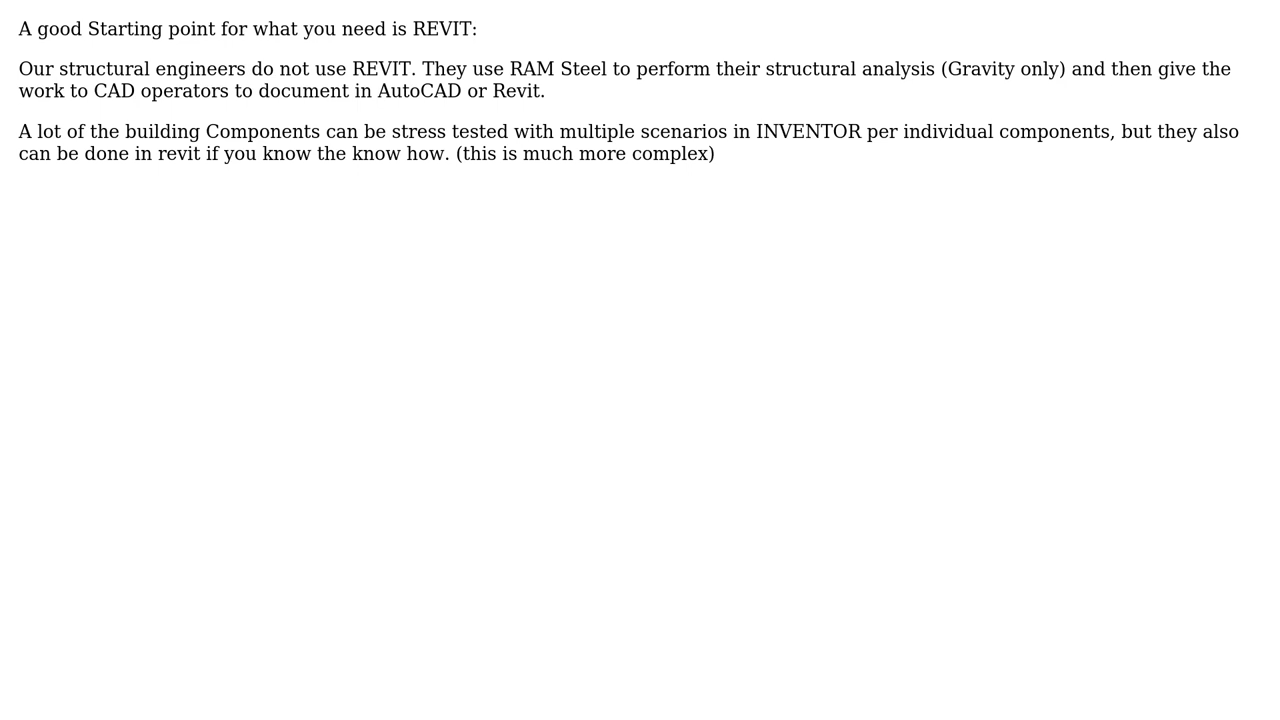 A good Starting point for what you need is REVIT:
Our structural engineers do not use REVIT. They use RAM Steel to perform their structural analysis (Gravity only) and then give the
work to CAD operators to document in AutoCAD or Revit.
A lot of the building Components can be stress tested with multiple scenarios in INVENTOR per individual components, but they also
can be done in revit if you know the know how. (this is much more complex)